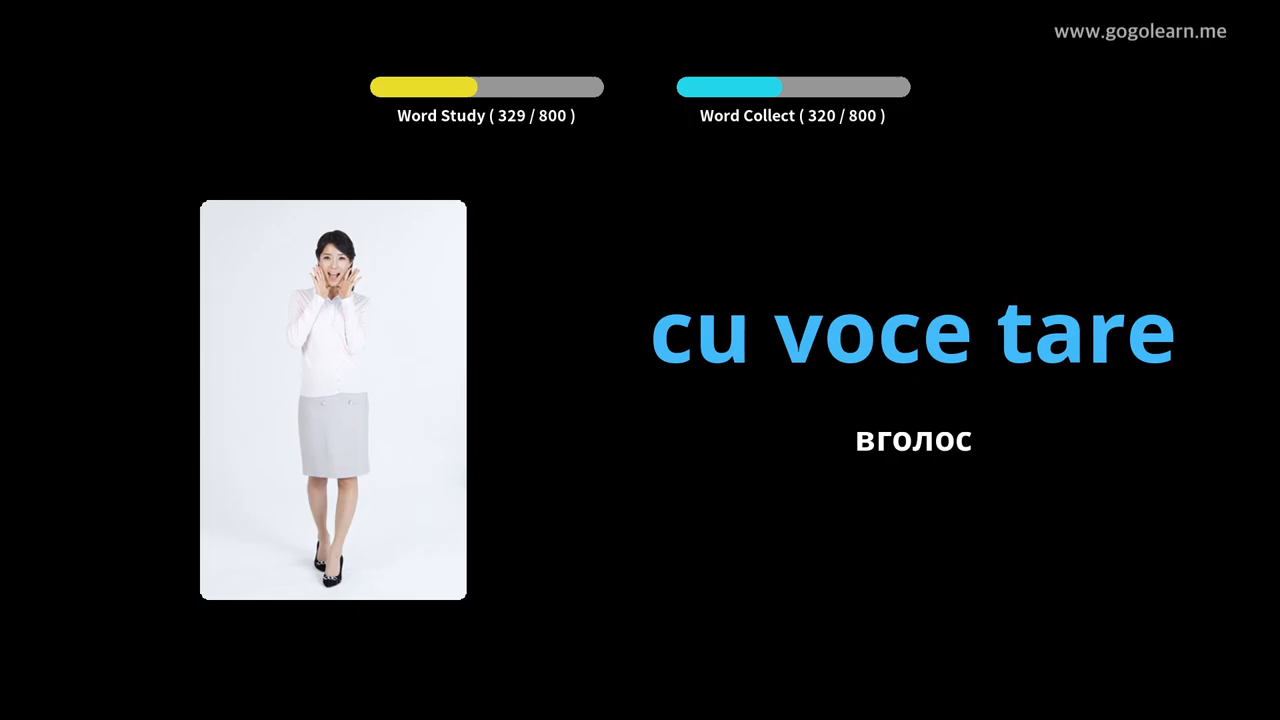 www.gogolearn.me
Word Study ( 329 / 800 )
Word Collect ( 320 / 800 )
cu voce tare
вголос